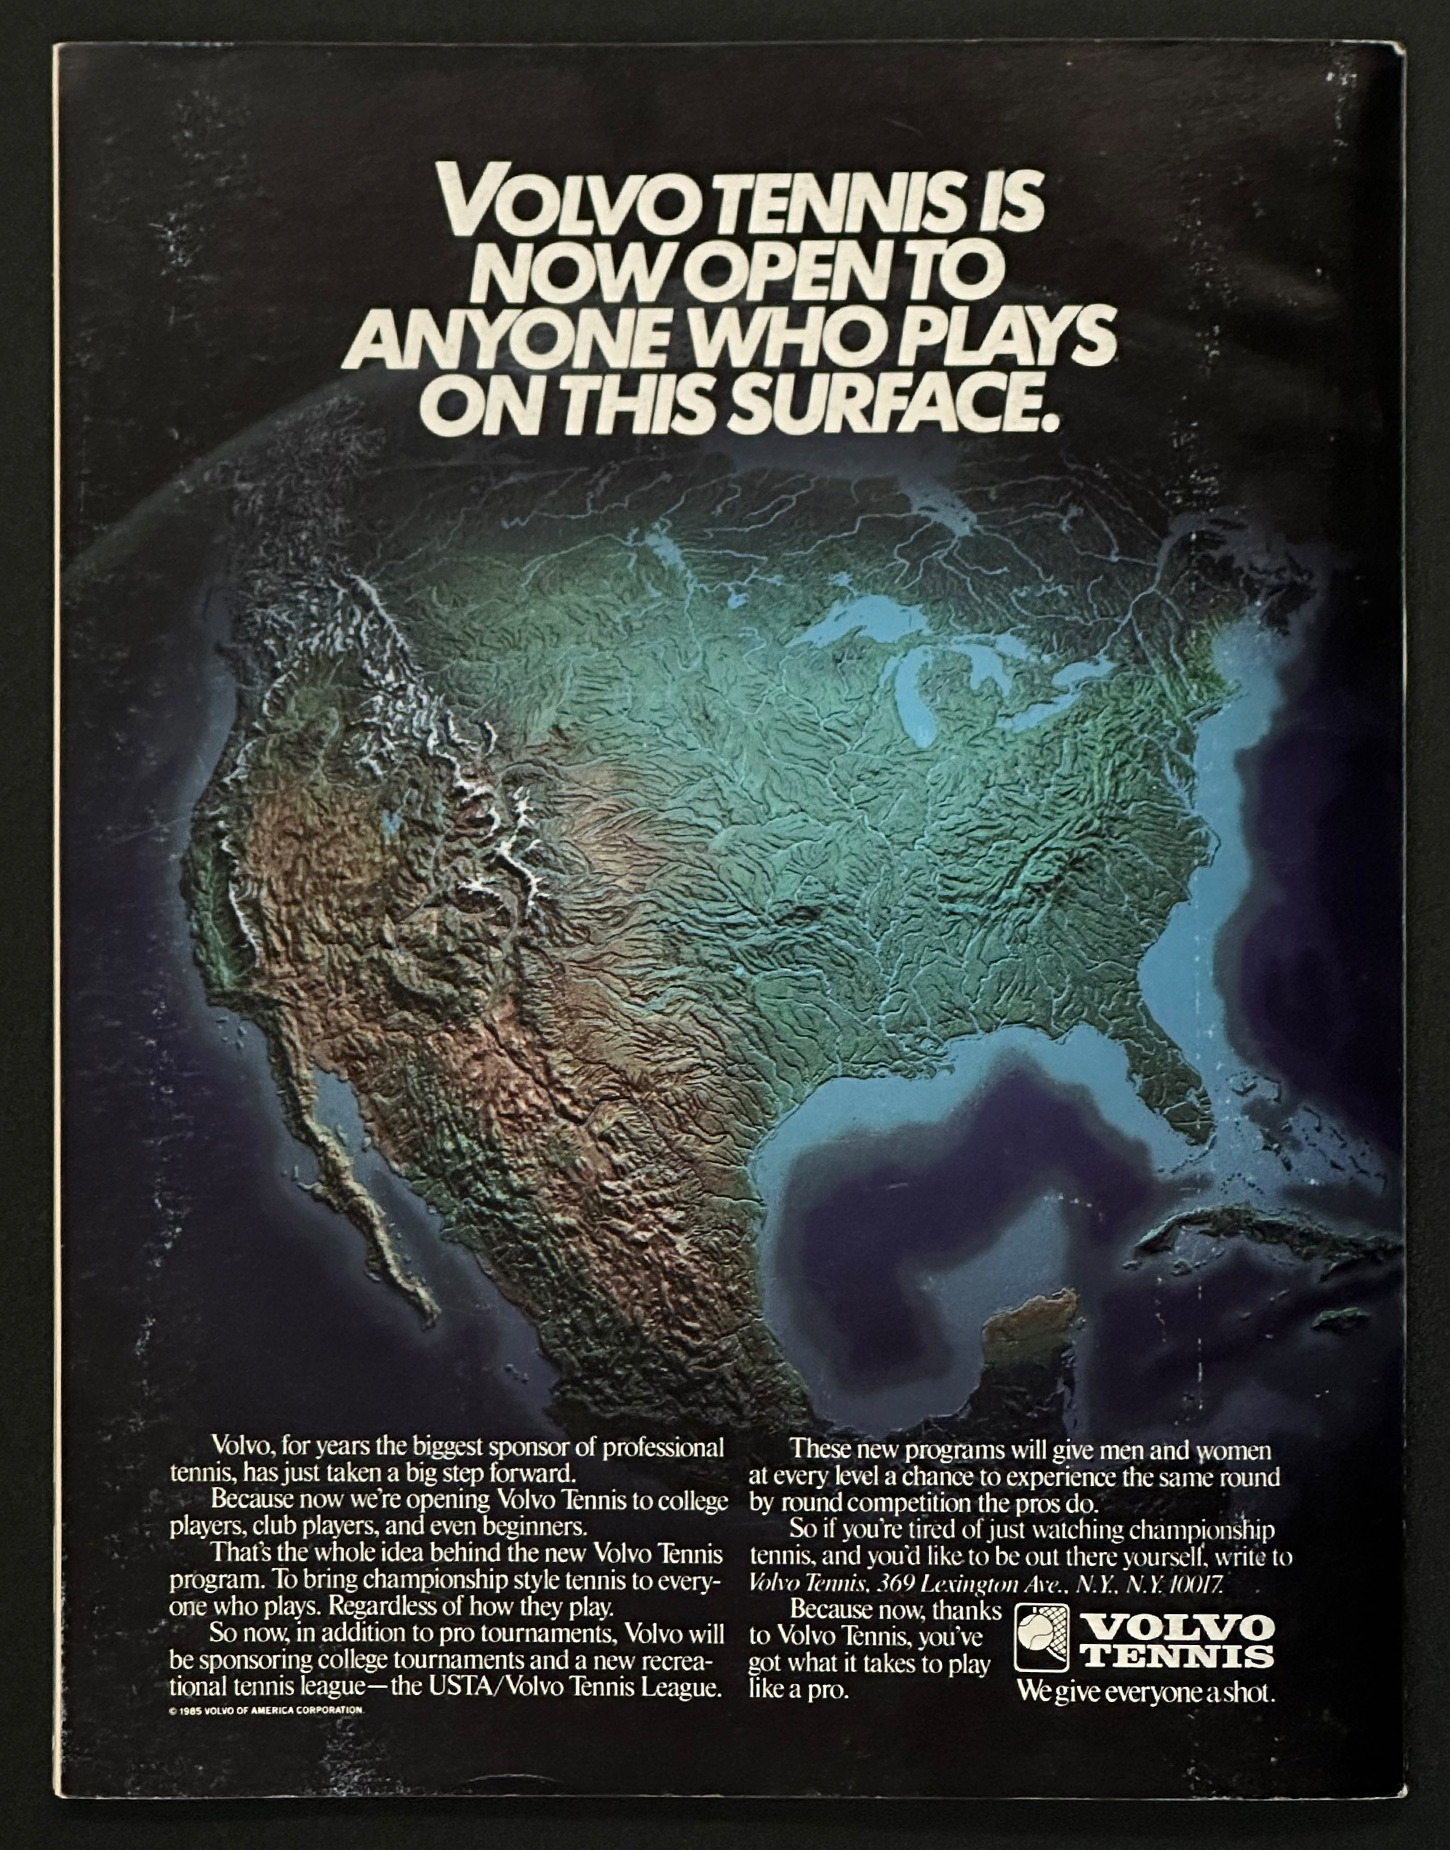 VOLVO TENNIS IS
NOW OPEN TO
ANYONE WHO PLAYS
ON THIS SURFACE.
Volvo, for years the biggest sponsor of professional
tennis, has just taken a big step forward.
Because now we're opening Volvo Tennis to college
players, club players, and even beginners.
That's the whole idea behind the new Volvo Tennis
program. To bring championship style tennis to every-
one who plays. Regardless of how they play.
So now, in addition to pro tournaments, Volvo will
be sponsoring college tournaments and a new recrea-
tional tennis league—the USTA/Volvo Tennis League.
© 1985 VOLVO OF AMERICA CORPORATION.
These new programs will give men and women
at every level a chance to experience the same round
by round competition the pros do.
So if you're tired of just watching championship
tennis, and you'd like to be out there yourself, write to
Volvo Tennis, 369 Lexington Ave., N.Y., N.Y. 10017.
Because now, thanks
to Volvo Tennis, you've
got what it takes to play
like a pro.
VOLVO
TENNIS
We give everyone a shot.